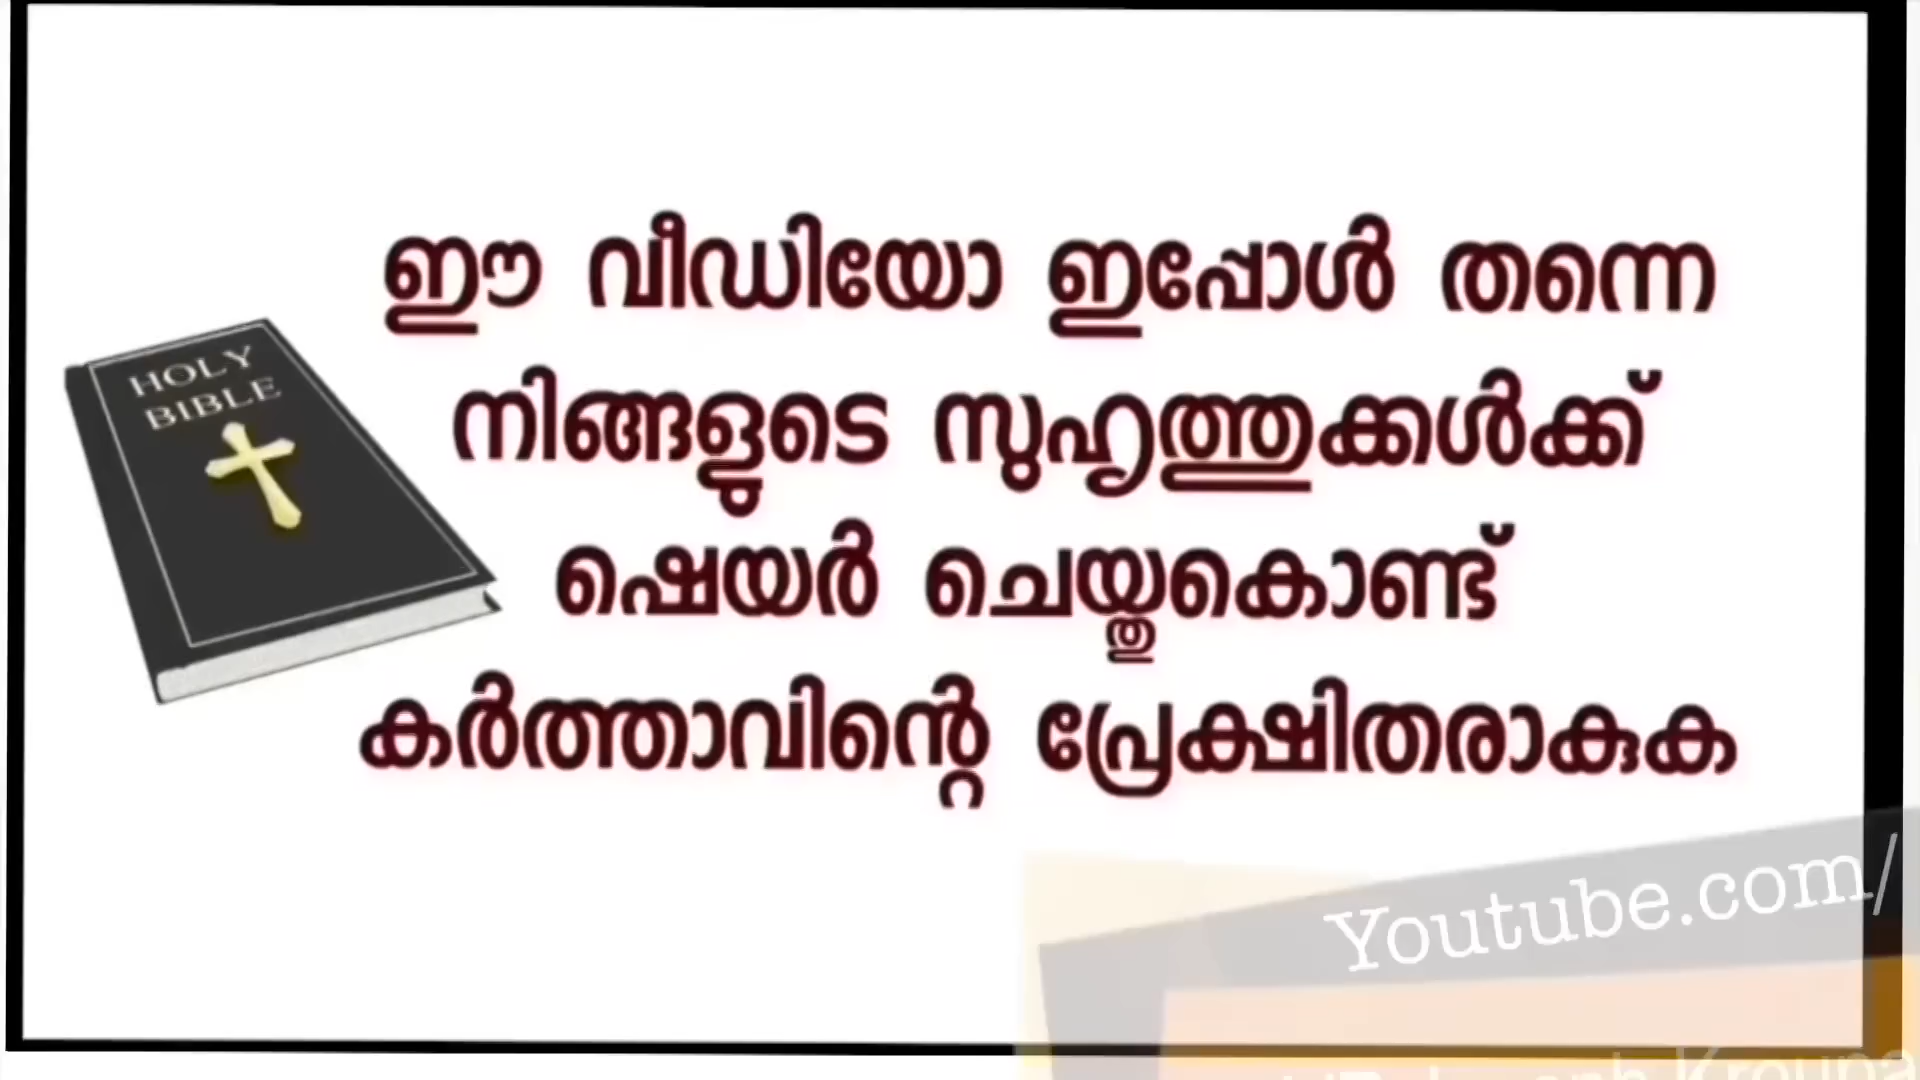 ഈ വീഡിയോ ഇപ്പോൾ തന്നെ
നിങ്ങളുടെ സുഹൃത്തുക്കൾക്ക്
ഷെയർ ചെയ്തുകൊണ്ട്
കർത്താവിന്റെ പ്രേക്ഷിതരാകുക
HOLY
BIBLE
Youtube.com/